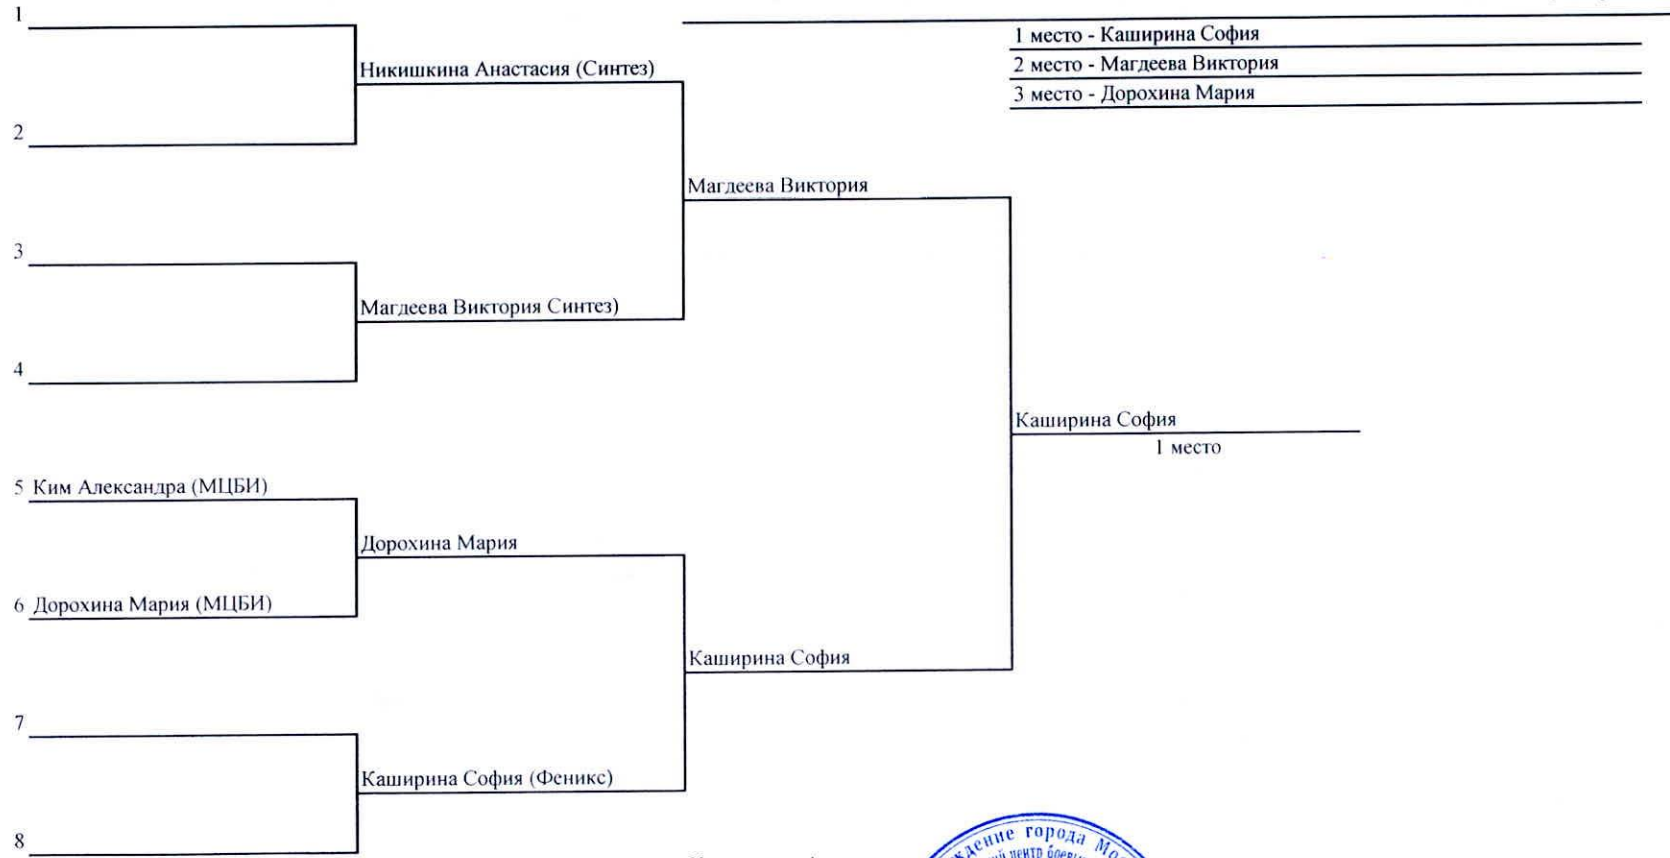 1
1 место - Каширина София
2 место - Магдеева Виктория
3 место - Дорохина Мария
Никишкина Анастасия (Синтез)
2
Магдеева Виктория
3
Магдеева Виктория Синтез)
4
Каширина София
1 место
5 Ким Александра (МЦБИ)
Дорохина Мария
6 Дорохина Мария (МЦБИ)
Каширина София
7
Каширина София (Феникс)
8
города
центр